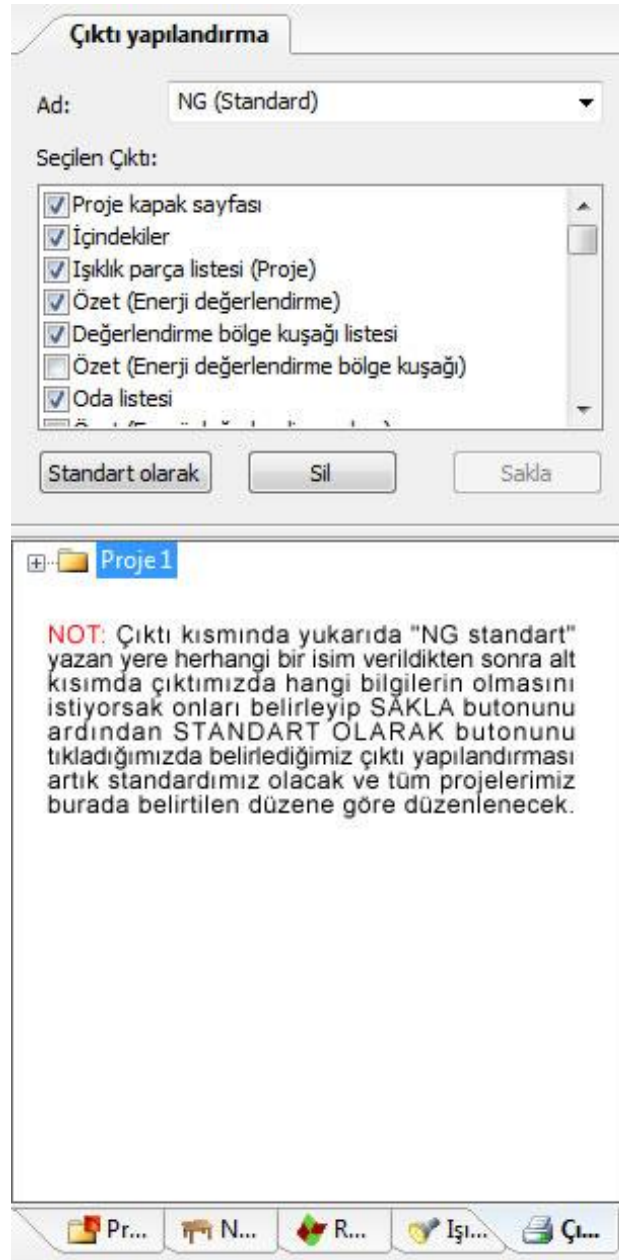 Çıktı yapılandırma
Ad: NG (Standard)
Seçilen Çıktı:
Proje kapak sayfası
İçindekiler
Işıklık parça listesi (Proje)
Özet (Enerji değerlendirme)
Değerlendirme bölge kuşağı listesi
Özet (Enerji değerlendirme bölge kuşağı)
Oda listesi
Standart olarak Sil Sakla
Proje 1
NOT: Çıktı kısmında yukarıda "NG standart"
yazan yere herhangi bir isim verildikten sonra alt
kısımda çıktımızda hangi bilgilerin olmasını
istiyorsak onları belirleyip SAKLA butonunu
ardından STANDART OLARAK butonunu
tıkladığımızda belirlediğimiz çıktı yapılandırması
artık standardımız olacak ve tüm projelerimiz
burada belirtilen düzene göre düzenlenecek.
Pr... N... R... Işı... Çı...